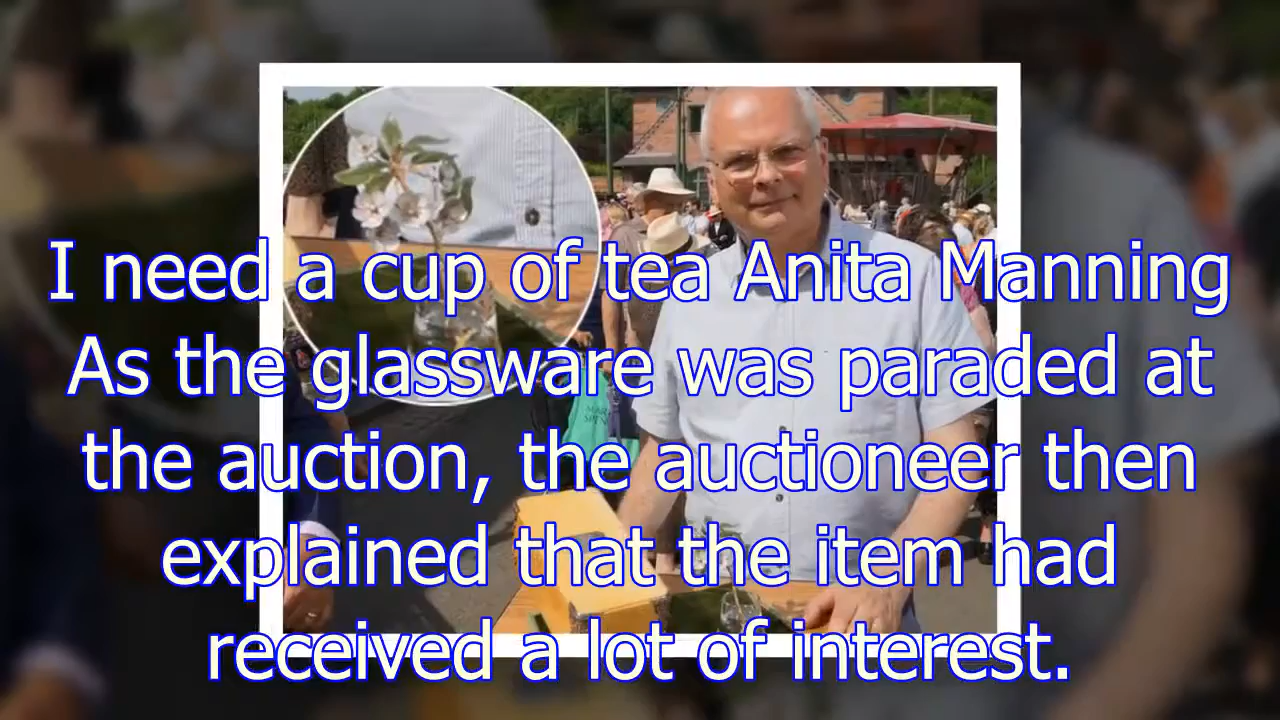 I need a cup of tea Anita Manning
As the glassware was paraded at
the auction, the auctioneer then
explained that the item had
received a lot of interest.